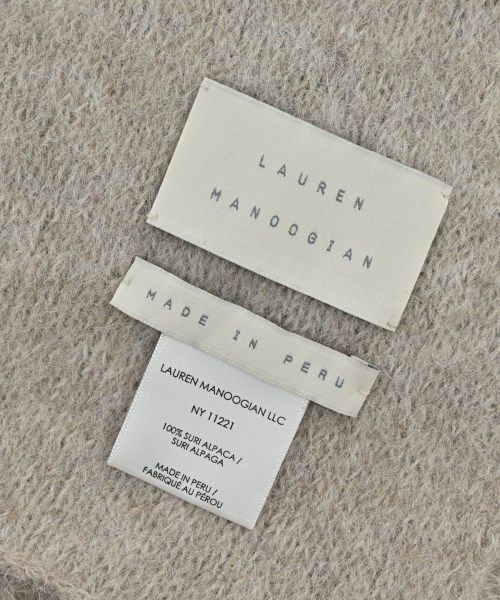 LAUREN
MANOOGIAN
MADE IN PERU
LAUREN MANOOGIAN LLC
NY 11221
100% SURI ALPACA /
SURI ALPAGA
MADE IN PERU /
FABRIQUÉ AU PÉROU